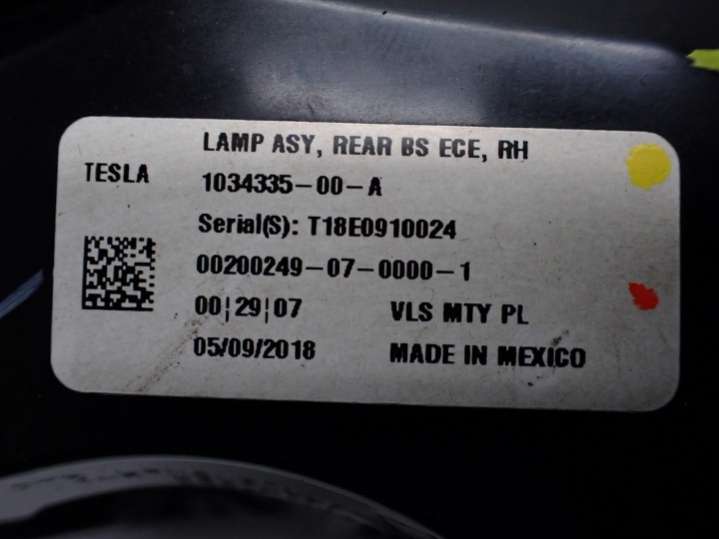 LAMP ASY, REAR BS ECE, RH
TESLA 1034335-00-A
Serial(S): T18E0910024
00200249-07-0000-1
00¦29¦07 VLS MTY PL
05/09/2018 MADE IN MEXICO